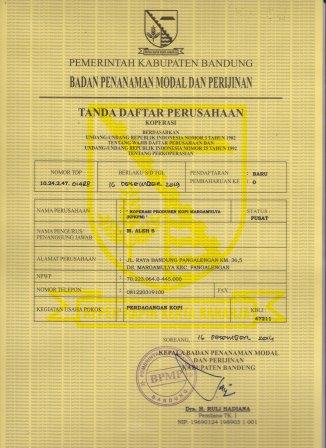 PEMERINTAH KABUPATEN BANDUNG
BADAN PENANAMAN MODAL DAN PERIJINAN
TANDA DAFTAR PERUSAHAAN
KOPERASI
BERDASARKAN
UNDANG-UNDANG REPUBLIK INDONESIA NOMOR 3 TAHUN 1982
TENTANG WAJIB DAFTAR PERUSAHAAN DAN
UNDANG-UNDANG REPUBLIK INDONESIA NOMOR 25 TAHUN 1992
TENTANG PERKOPERASIAN
NOMOR TDP
10.24.2.47. 01488
BERLAKU S/D TGL
16 DESEMBER 2019
PENDAFTARAN : BARU
PEMBAHARUAN KE : 0
NAMA PERUSAHAAN : " KOPERASI PRODUSEN KOPI MARGAMULYA
STATUS :
PUSAT
NAMA PENGURUS/
PENANGGUNG JAWAB : M. ALEH S
ALAMAT PERUSAHAAN : JL. RAYA BANDUNG PANGALENGAN KM. 36,5
DS. MARGAMULYA KEC. PANGALENGAN
NPWP : 70.223.064.0-445.000
NOMOR TELEPON : 081220319100
FAX
KEGIATAN USAHA POKOK : PERDAGANGAN KOPI
KBLI :
47211
SOREANG, 16 DESEMBER 2014
KEPALA BADAN PENANAMAN MODAL
DAN PERIJINAN
KABUPATEN BANDUNG
BPMP
BANDUNG
Drs. H. RULI HADIANA
Pembina TK. I
NIP. 19690124 198903 1 001